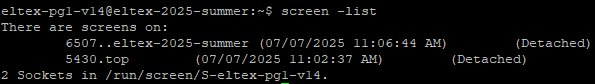 eltex-pg1-v14@eltex-2025-summer:~$ screen -list
There are screens on:
6507..eltex-2025-summer (07/07/2025 11:06:44 AM) (Detached)
5430.top (07/07/2025 11:02:37 AM) (Detached)
2 Sockets in /run/screen/S-eltex-pg1-v14.